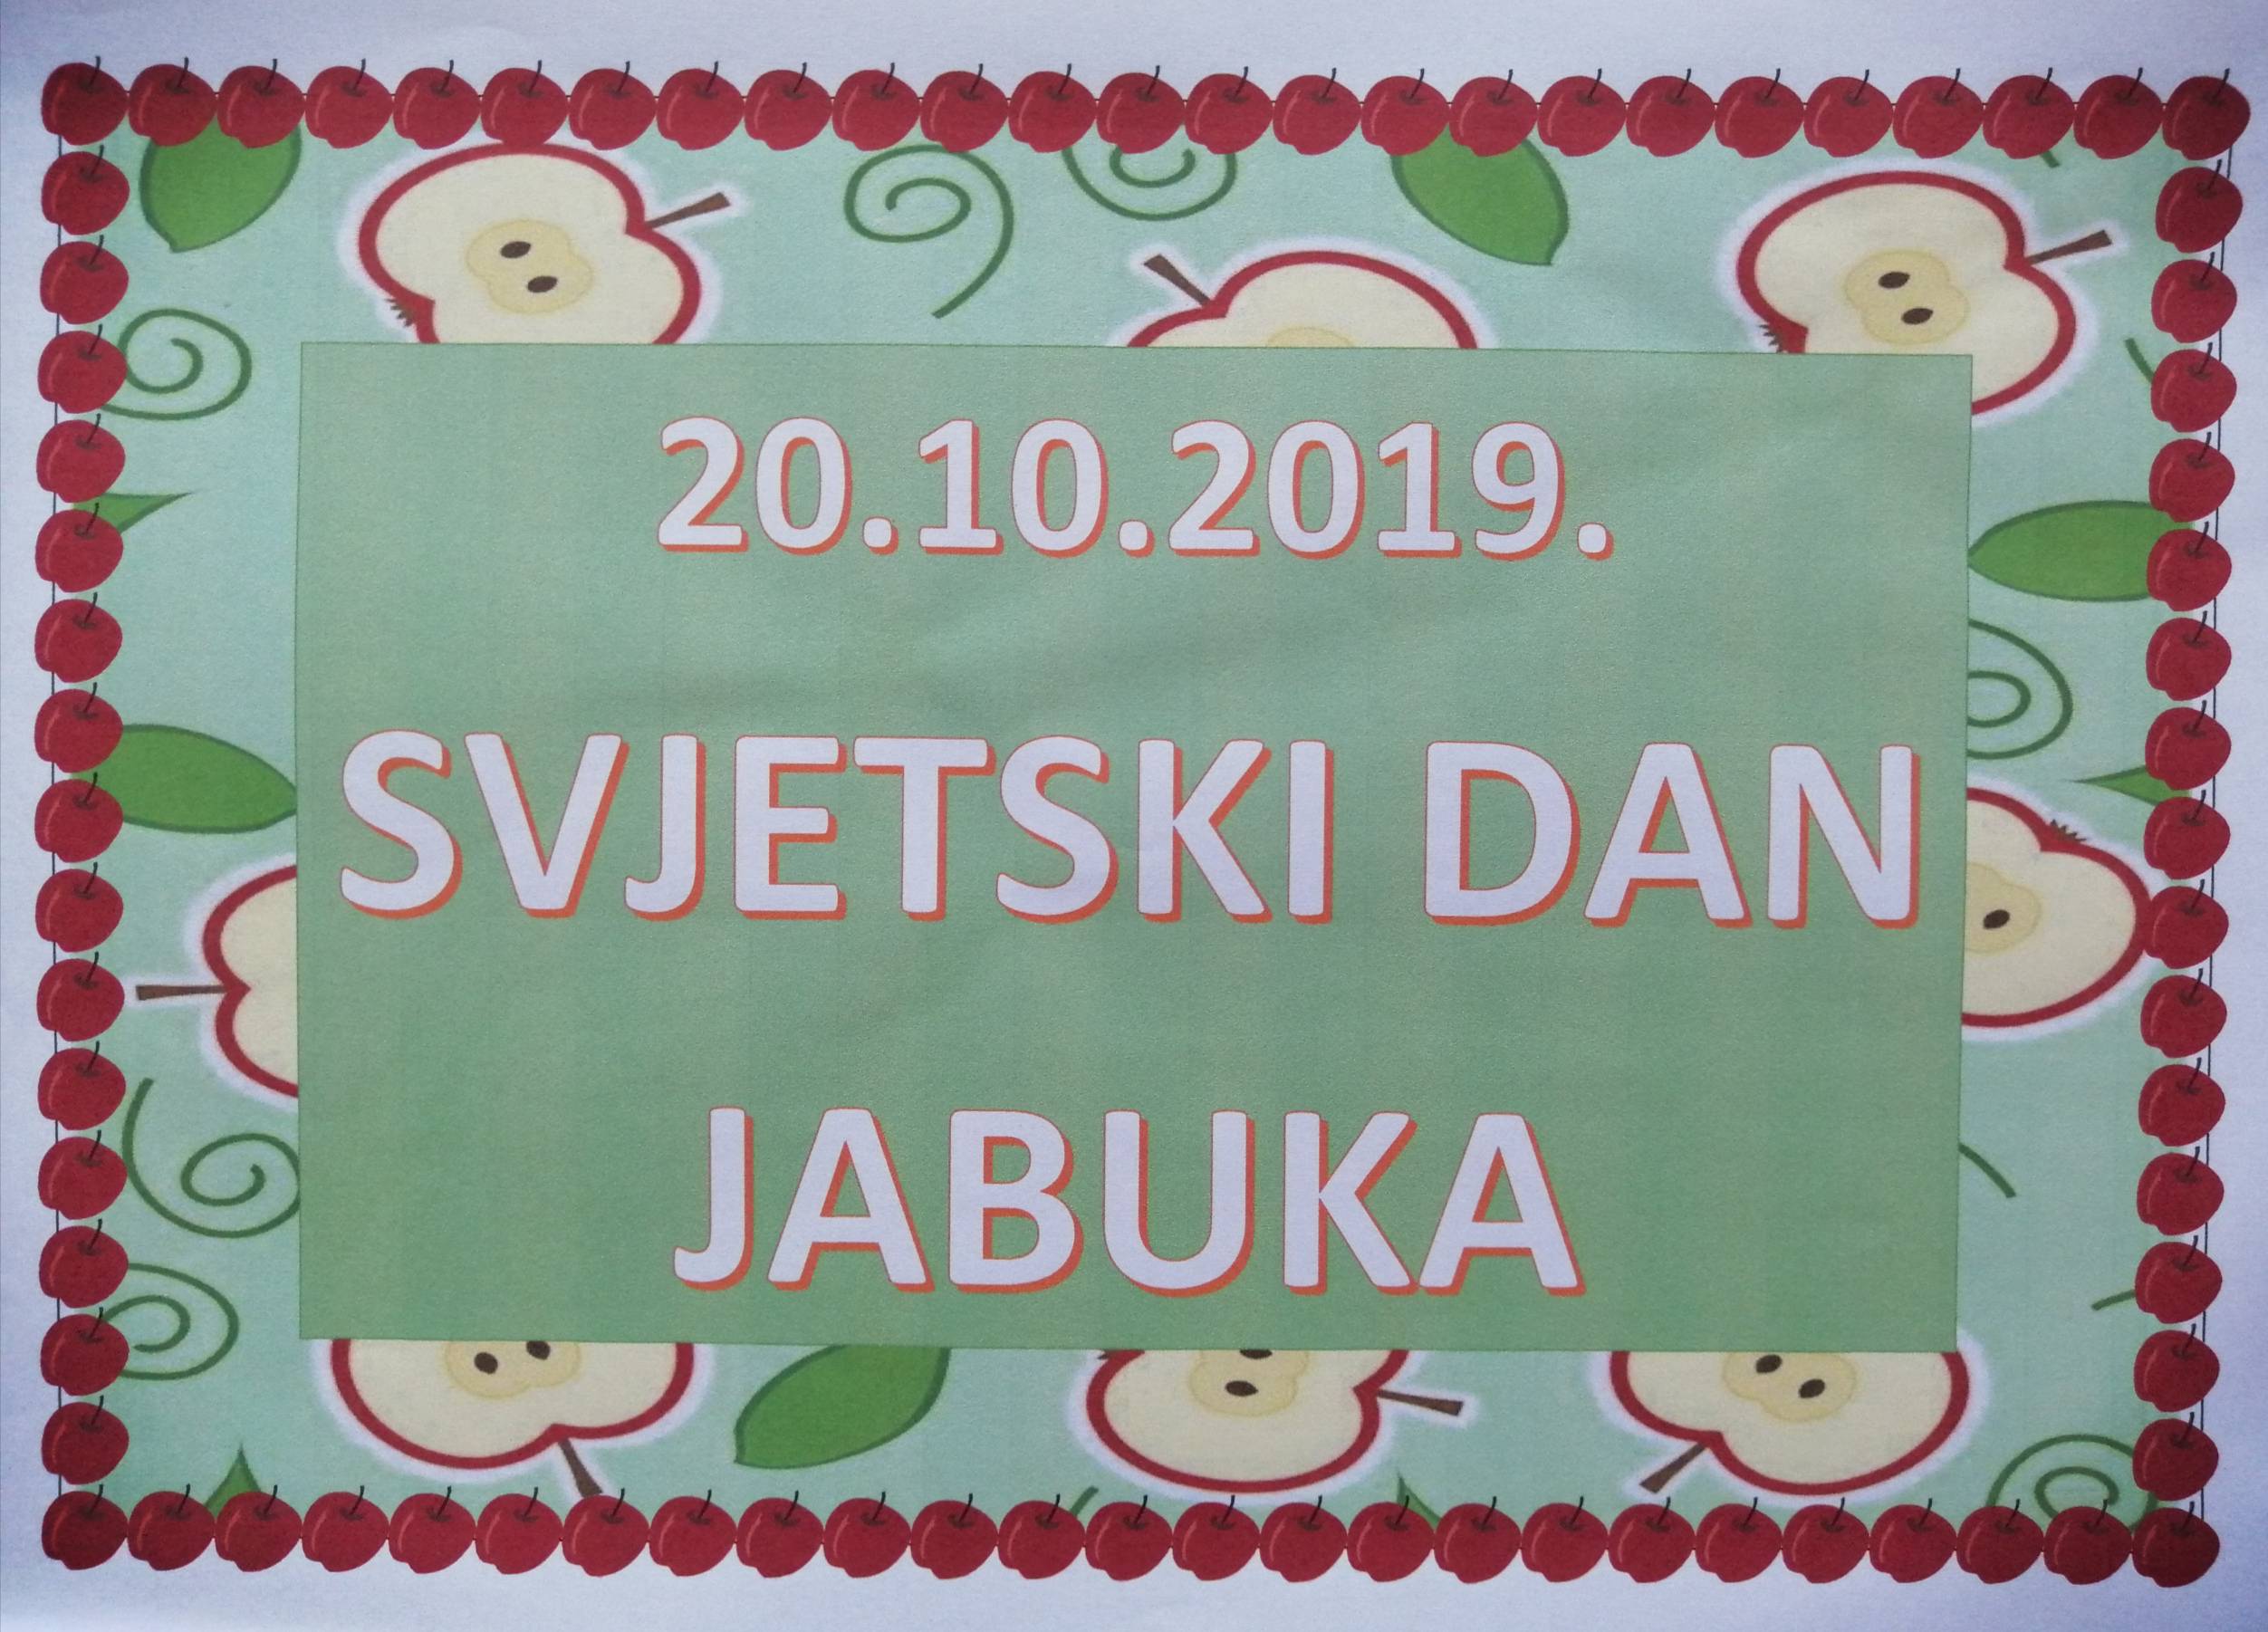 20.10.2019.
SVJETSKI DAN
JABUKA